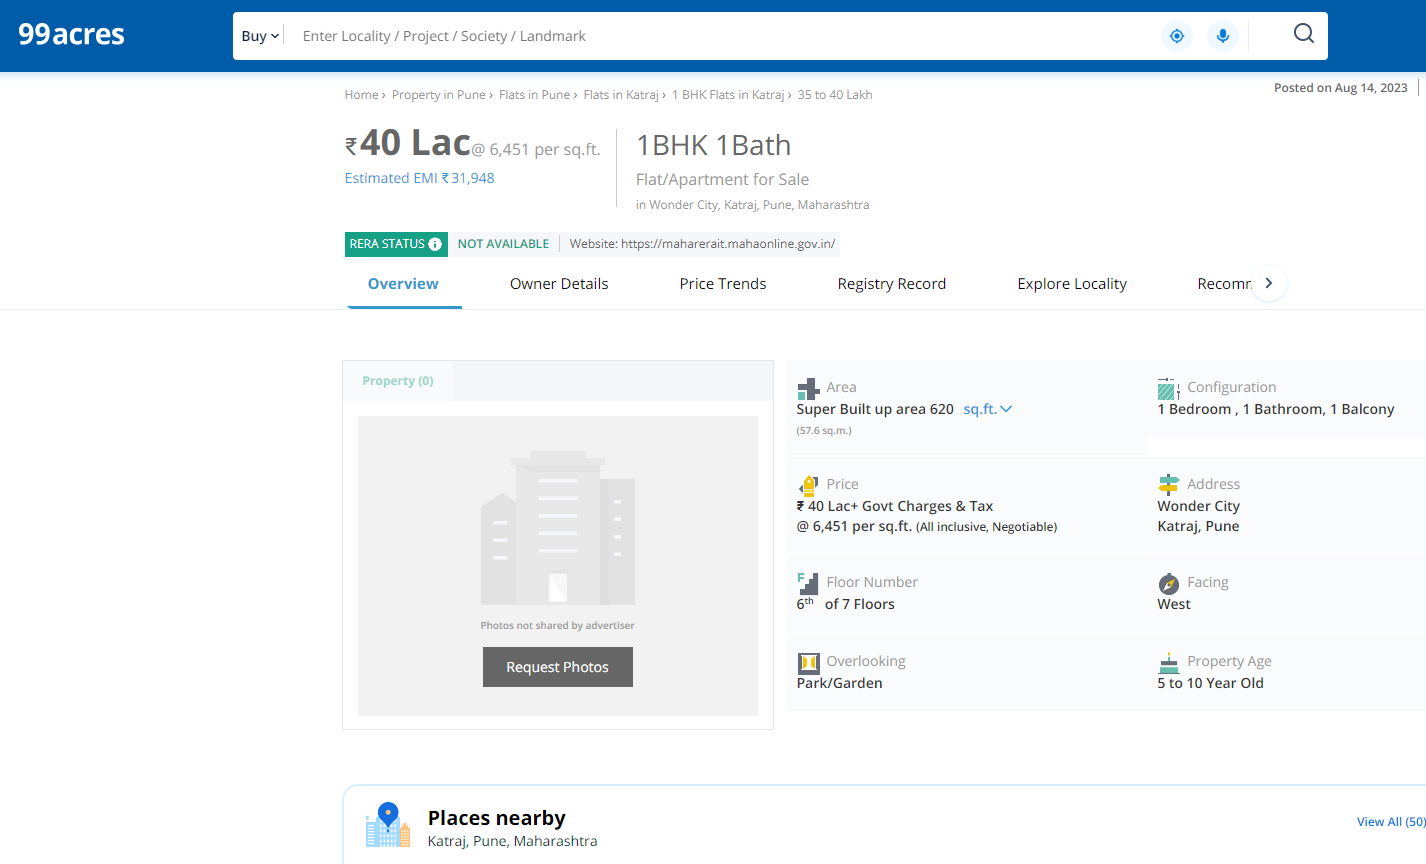 99acres
Buy
Enter Locality / Project / Society / Landmark
Home › Property in Pune › Flats in Pune › Flats in Katraj › 1 BHK Flats in Katraj › 35 to 40 Lakh
Posted on Aug 14, 2023
₹ 40 Lac @ 6,451 per sq.ft.
Estimated EMI ₹ 31,948
1BHK 1Bath
Flat/Apartment for Sale
in Wonder City, Katraj, Pune, Maharashtra
RERA STATUS i NOT AVAILABLE Website: https://maharerait.mahaonline.gov.in/
Overview Owner Details Price Trends Registry Record Explore Locality Recomm
Property (0)
Photos not shared by advertiser
Request Photos
Area
Super Built up area 620 sq.ft.
(57.6 sq.m.)
Configuration
1 Bedroom , 1 Bathroom, 1 Balcony
Price
₹ 40 Lac+ Govt Charges & Tax
@ 6,451 per sq.ft. (All inclusive, Negotiable)
Address
Wonder City
Katraj, Pune
F Floor Number
6th of 7 Floors
Facing
West
Overlooking
Park/Garden
Property Age
5 to 10 Year Old
Places nearby
Katraj, Pune, Maharashtra
View All (50)